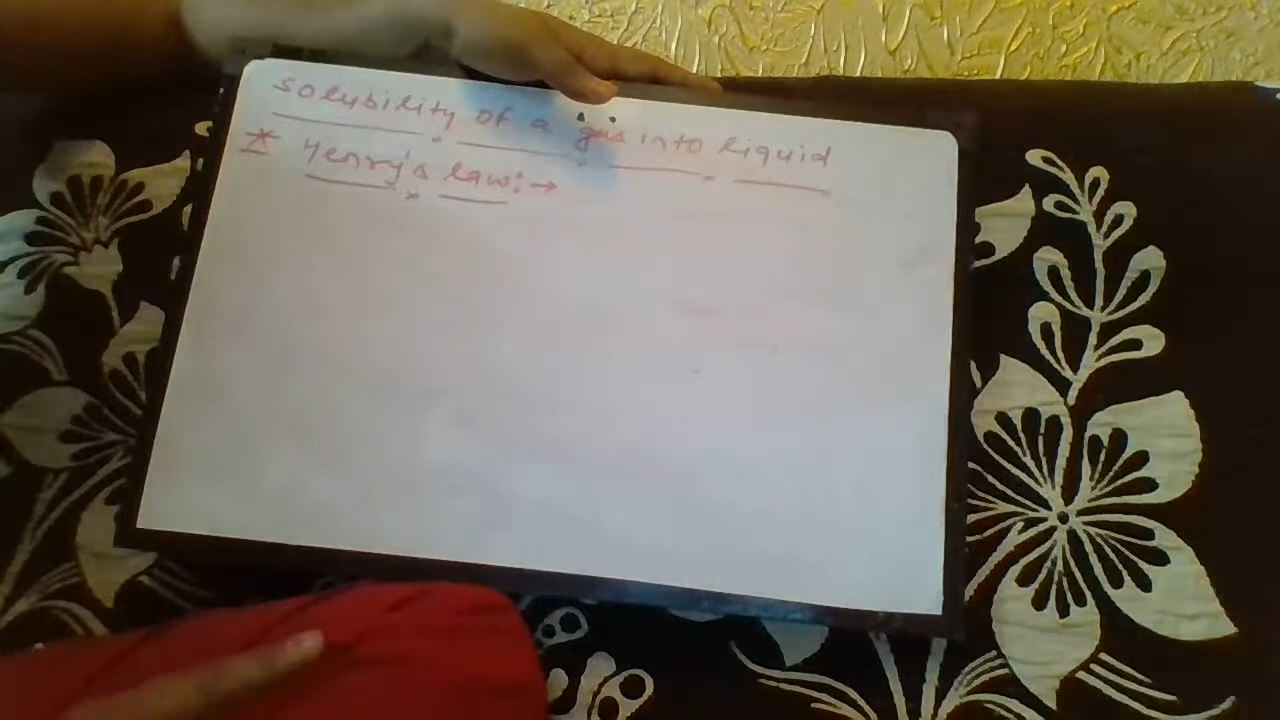 Solubility of a gas into liquid
* Henry's law:→